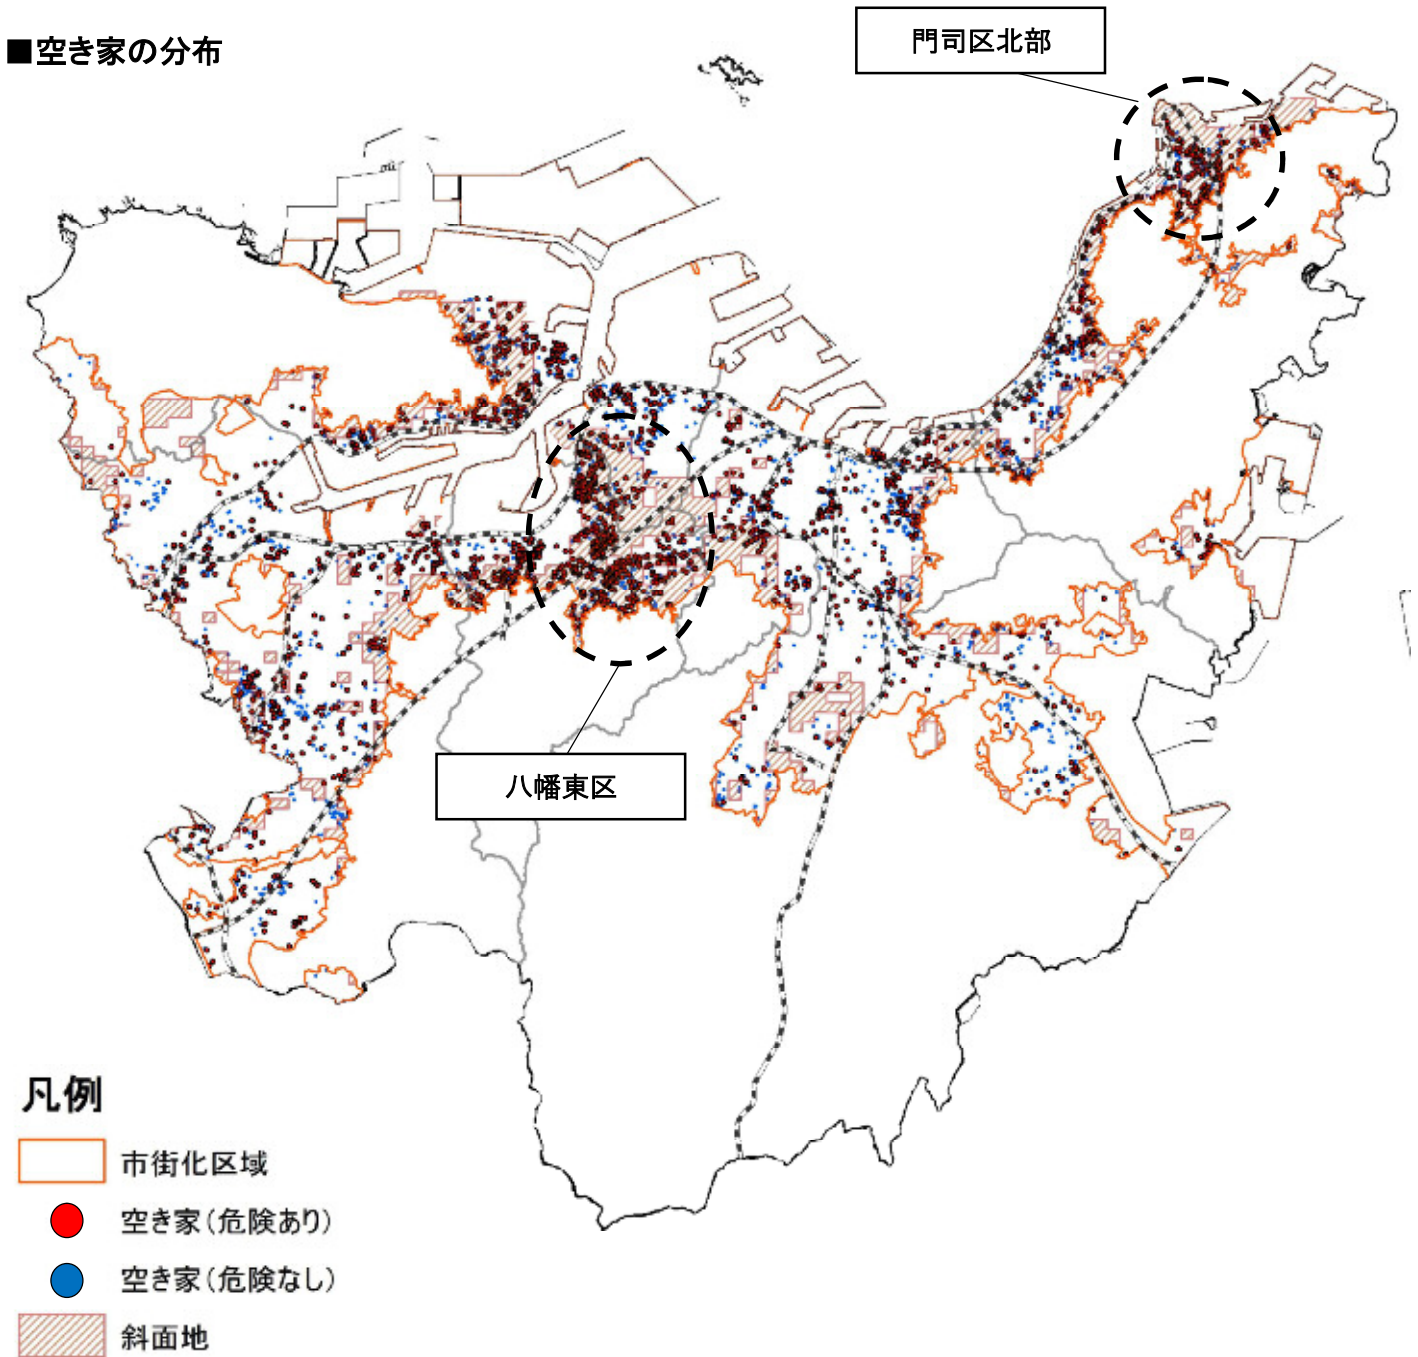 ■空き家の分布
門司区北部
八幡東区
凡例
市街化区域
空き家(危険あり)
空き家(危険なし)
斜面地